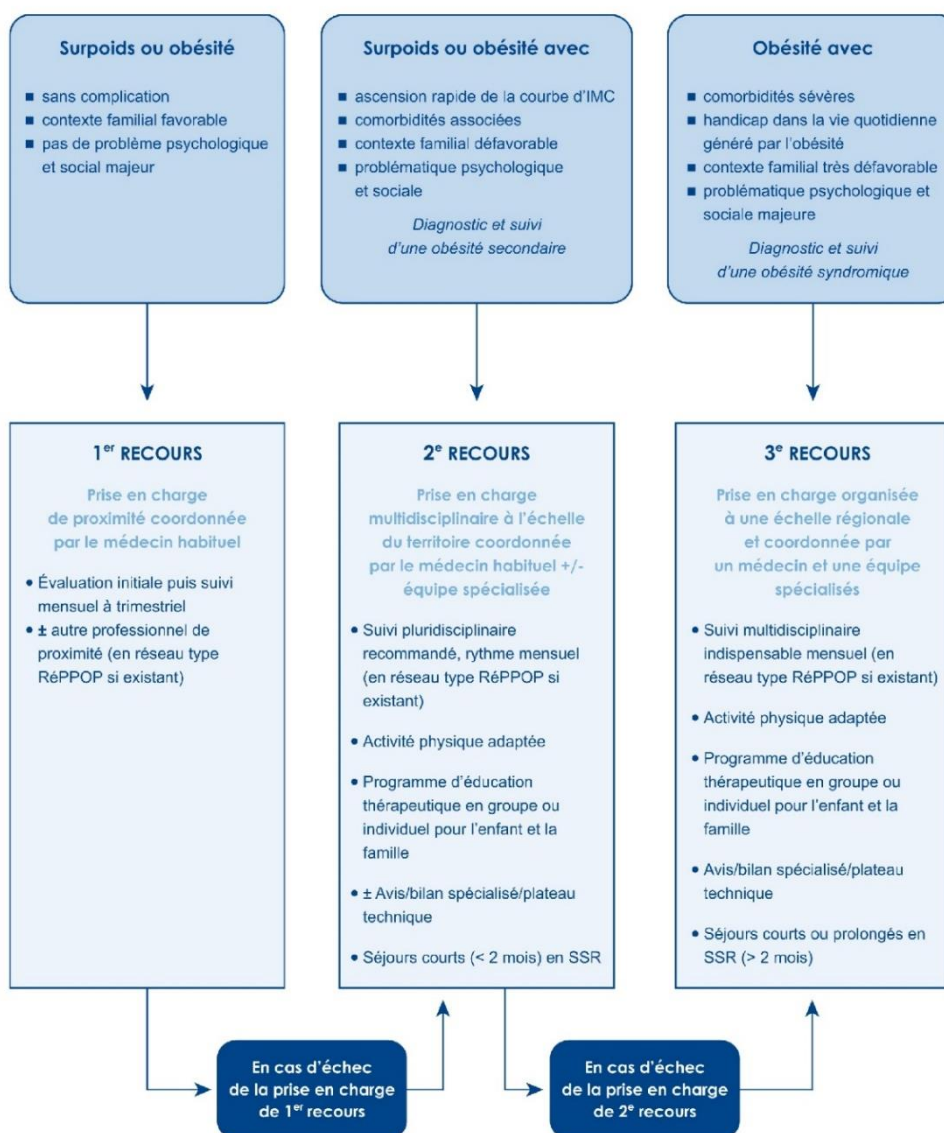 Surpoids ou obésité
■ sans complication
■ contexte familial favorable
■ pas de problème psychologique
et social majeur
Surpoids ou obésité avec
■ ascension rapide de la courbe d'IMC
■ comorbidités associées
■ contexte familial défavorable
■ problématique psychologique
et sociale
Diagnostic et suivi
d'une obésité secondaire
Obésité avec
■ comorbidités sévères
■ handicap dans la vie quotidienne
généré par l'obésité
■ contexte familial très défavorable
■ problématique psychologique et
sociale majeure
Diagnostic et suivi
d'une obésité syndromique
1er RECOURS
Prise en charge
de proximité coordonnée
par le médecin habituel
• Évaluation initiale puis suivi
mensuel à trimestriel
• ± autre professionnel de
proximité (en réseau type
RéPPOP si existant)
2e RECOURS
Prise en charge
multidisciplinaire à l'échelle
du territoire coordonnée
par le médecin habituel +/-
équipe spécialisée
• Suivi pluridisciplinaire
recommandé, rythme mensuel
(en réseau type RéPPOP si
existant)
• Activité physique adaptée
• Programme d'éducation
thérapeutique en groupe ou
individuel pour l'enfant et la
famille
• ± Avis/bilan spécialisé/plateau
technique
• Séjours courts (< 2 mois) en SSR
3e RECOURS
Prise en charge organisée
à une échelle régionale
et coordonnée par
un médecin et une équipe
spécialisés
• Suivi multidisciplinaire
indispensable mensuel (en
réseau type RéPPOP si existant)
• Activité physique adaptée
• Programme d'éducation
thérapeutique en groupe ou
individuel pour l'enfant et la
famille
• Avis/bilan spécialisé/plateau
technique
• Séjours courts ou prolongés en
SSR (> 2 mois)
En cas d'échec
de la prise en charge
de 1er recours
En cas d'échec
de la prise en charge
de 2e recours